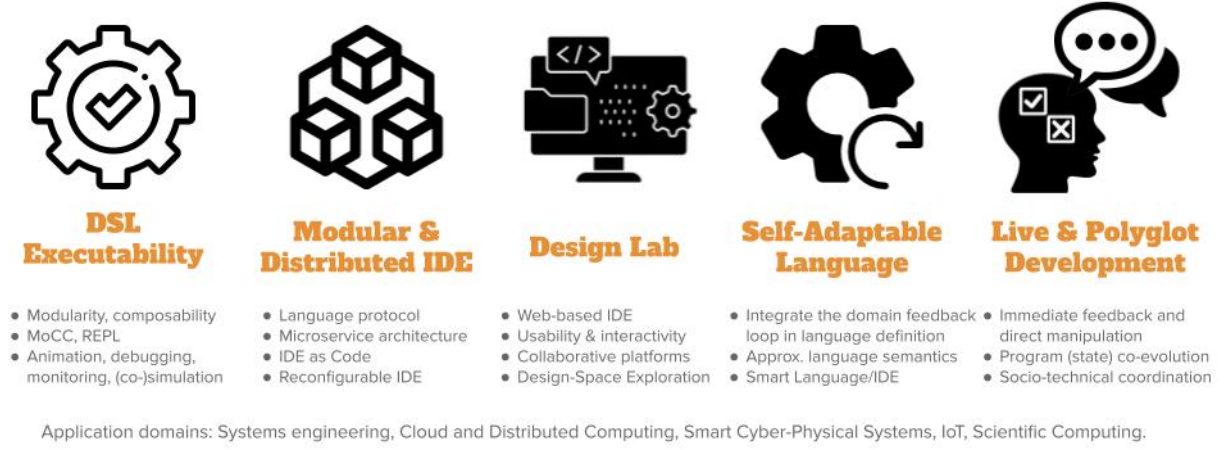 DSL
Executability
Modular &
Distributed IDE
Design Lab
Self-Adaptable
Language
Live & Polyglot
Development
</>
● Modularity, composability
● MoCC, REPL
● Animation, debugging,
monitoring, (co-)simulation
● Language protocol
● Microservice architecture
● IDE as Code
● Reconfigurable IDE
● Web-based IDE
● Usability & interactivity
● Collaborative platforms
● Design-Space Exploration
● Integrate the domain feedback
loop in language definition
● Approx. language semantics
● Smart Language/IDE
● Immediate feedback and
direct manipulation
● Program (state) co-evolution
● Socio-technical coordination
Application domains: Systems engineering, Cloud and Distributed Computing, Smart Cyber-Physical Systems, IoT, Scientific Computing.